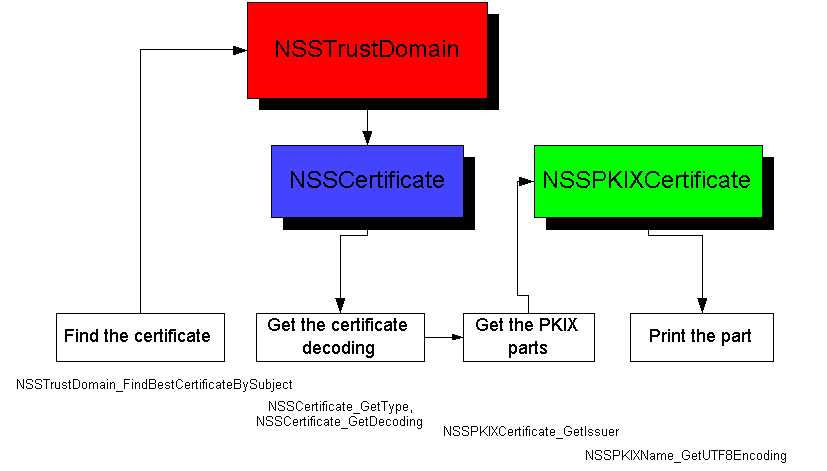 NSSTrustDomain
NSSCertificate
NSSPKIXCertificate
Find the certificate
Get the certificate
decoding
Get the PKIX
parts
Print the part
NSSTrustDomain_FindBestCertificateBySubject
NSSCertificate_GetType,
NSSCertificate_GetDecoding
NSSPKIXCertificate_GetIssuer
NSSPKIXName_GetUTF8Encoding